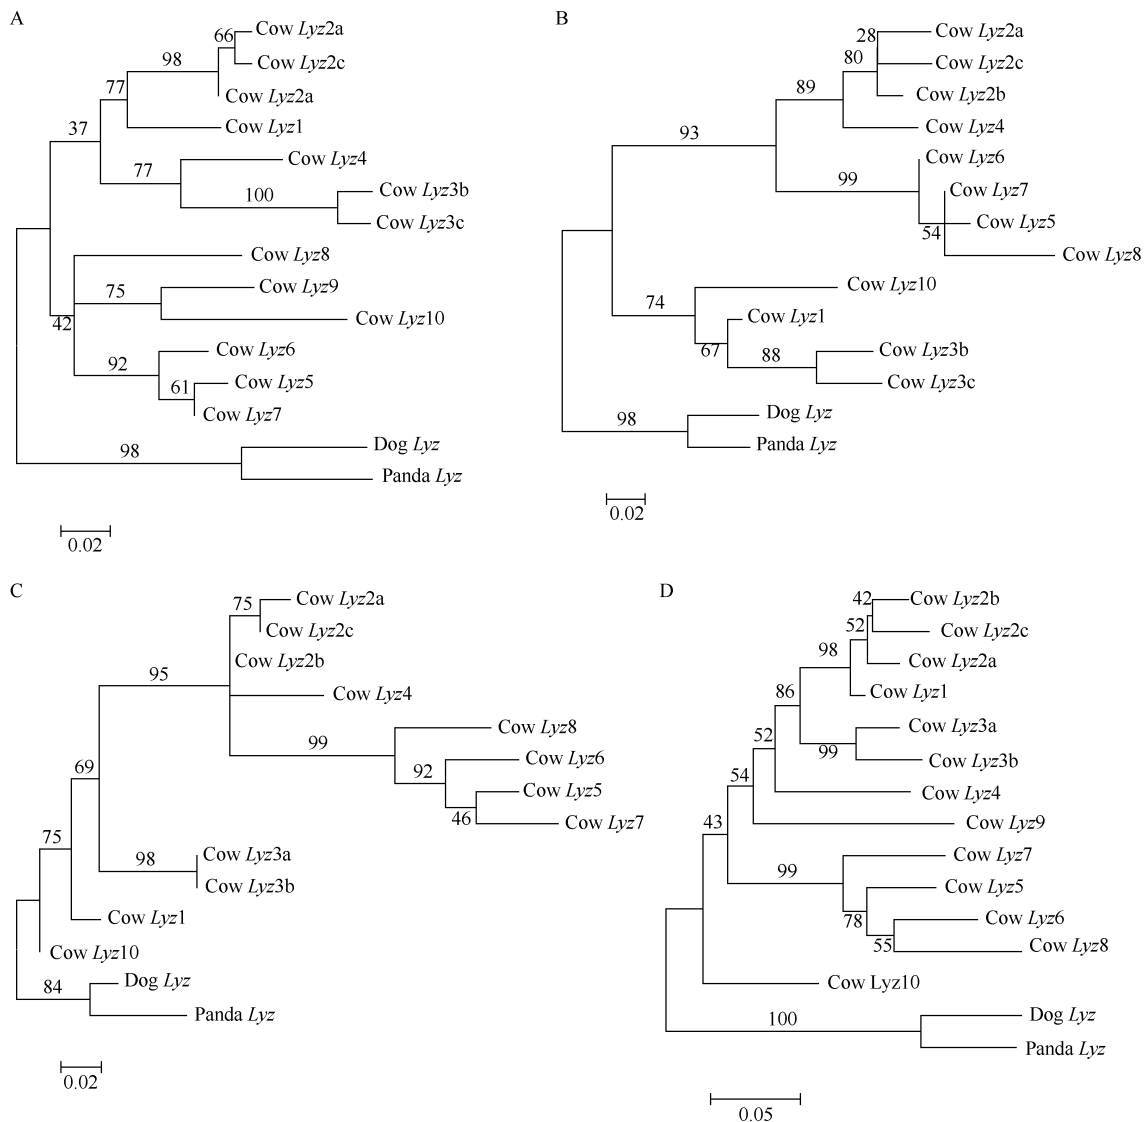 A
66
Cow Lyz2a
98
Cow Lyz2c
77
Cow Lyz2a
37
Cow Lyz1
77
Cow Lyz4
100
Cow Lyz3b
Cow Lyz3c
Cow Lyz8
75
Cow Lyz9
42
Cow Lyz10
92
Cow Lyz6
61
Cow Lyz5
Cow Lyz7
98
Dog Lyz
Panda Lyz
0.02
B
28
Cow Lyz2a
80
Cow Lyz2c
89
Cow Lyz2b
93
Cow Lyz4
Cow Lyz6
99
Cow Lyz7
54
Cow Lyz5
Cow Lyz8
74
Cow Lyz10
67
Cow Lyz1
88
Cow Lyz3b
Cow Lyz3c
98
Dog Lyz
Panda Lyz
0.02
C
75
Cow Lyz2a
Cow Lyz2c
95
Cow Lyz2b
Cow Lyz4
99
Cow Lyz8
92
Cow Lyz6
69
46
Cow Lyz5
Cow Lyz7
75
98
Cow Lyz3a
Cow Lyz3b
Cow Lyz1
Cow Lyz10
84
Dog Lyz
Panda Lyz
0.02
D
42
Cow Lyz2b
52
Cow Lyz2c
98
Cow Lyz2a
86
Cow Lyz1
52
99
Cow Lyz3a
Cow Lyz3b
54
Cow Lyz4
43
Cow Lyz9
99
Cow Lyz7
78
Cow Lyz5
55
Cow Lyz6
Cow Lyz8
Cow Lyz10
100
Dog Lyz
Panda Lyz
0.05